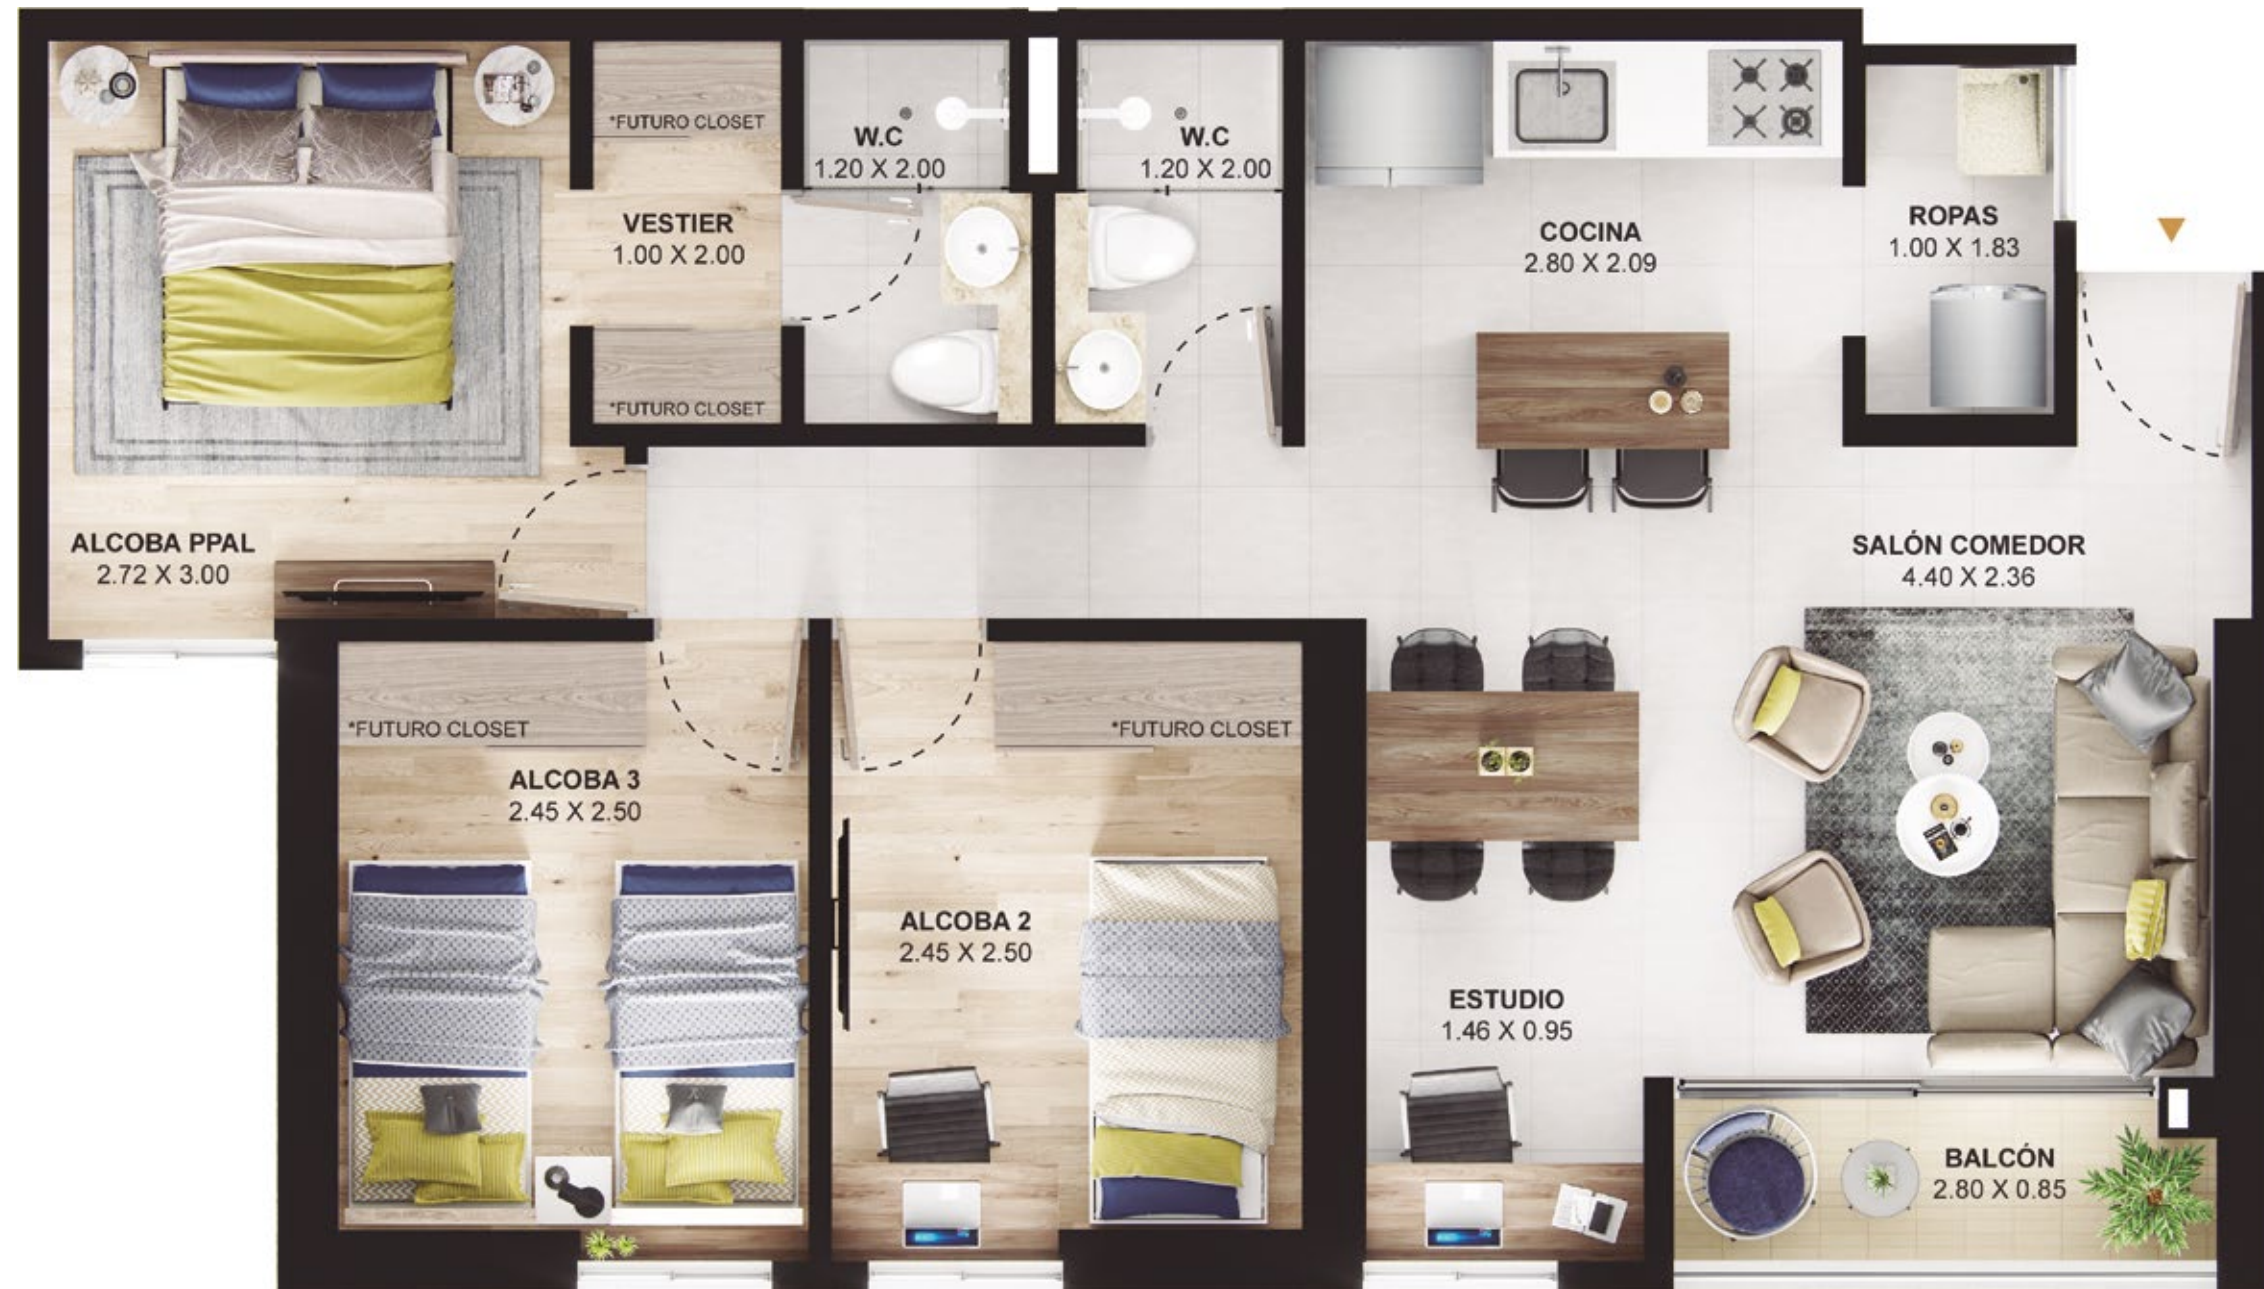 *FUTURO CLOSET
W.C
1.20 X 2.00
W.C
1.20 X 2.00
VESTIER
1.00 X 2.00
COCINA
2.80 X 2.09
ROPAS
1.00 X 1.83
*FUTURO CLOSET
ALCOBA PPAL
2.72 X 3.00
SALÓN COMEDOR
4.40 X 2.36
*FUTURO CLOSET
*FUTURO CLOSET
ALCOBA 3
2.45 X 2.50
ALCOBA 2
2.45 X 2.50
ESTUDIO
1.46 X 0.95
BALCÓN
2.80 X 0.85